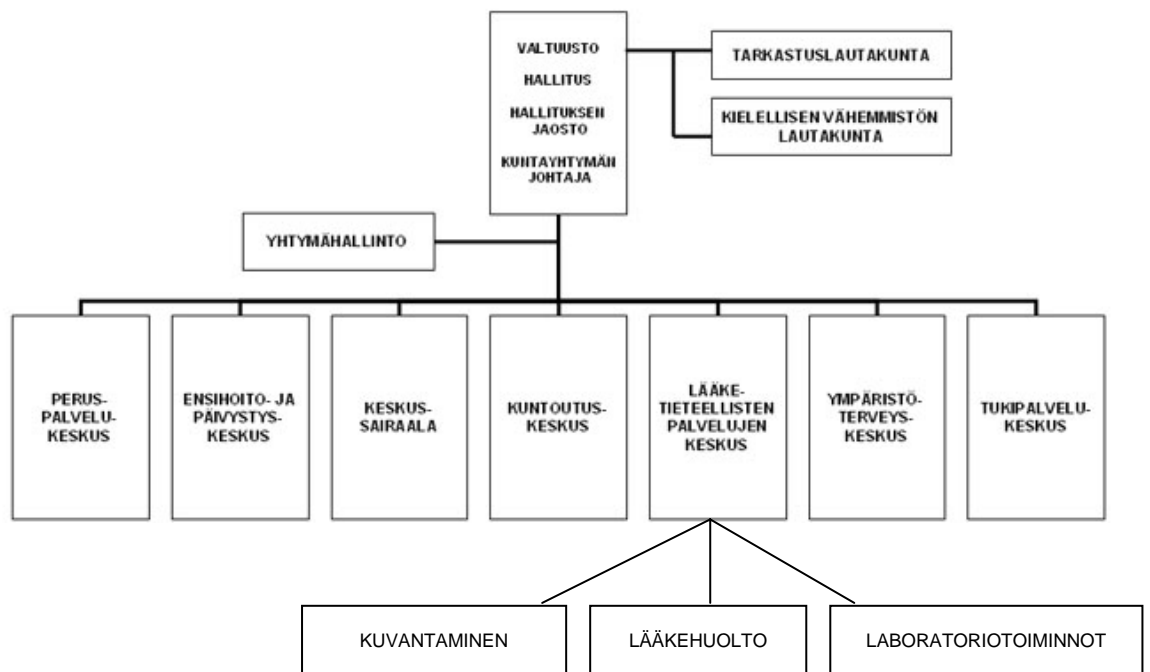 VALTUUSTO
HALLITUS
HALLITUKSEN
JAOSTO
KUNTAYHTYMÄN
JOHTAJA
TARKASTUSLAUTAKUNTA
KIELELLISEN VÄHEMMISTÖN
LAUTAKUNTA
YHTYMÄHALLINTO
PERUS-
PALVELU-
KESKUS
ENSIHOITO- JA
PÄIVYSTYS-
KESKUS
KESKUS-
SAIRAALA
KUNTOUTUS-
KESKUS
LÄÄKE-
TIETEELLISTEN
PALVELUJEN
KESKUS
YMPÄRISTÖ-
TERVEYS-
KESKUS
TUKIPALVELU-
KESKUS
KUVANTAMINEN
LÄÄKEHUOLTO
LABORATORIOTOIMINNOT